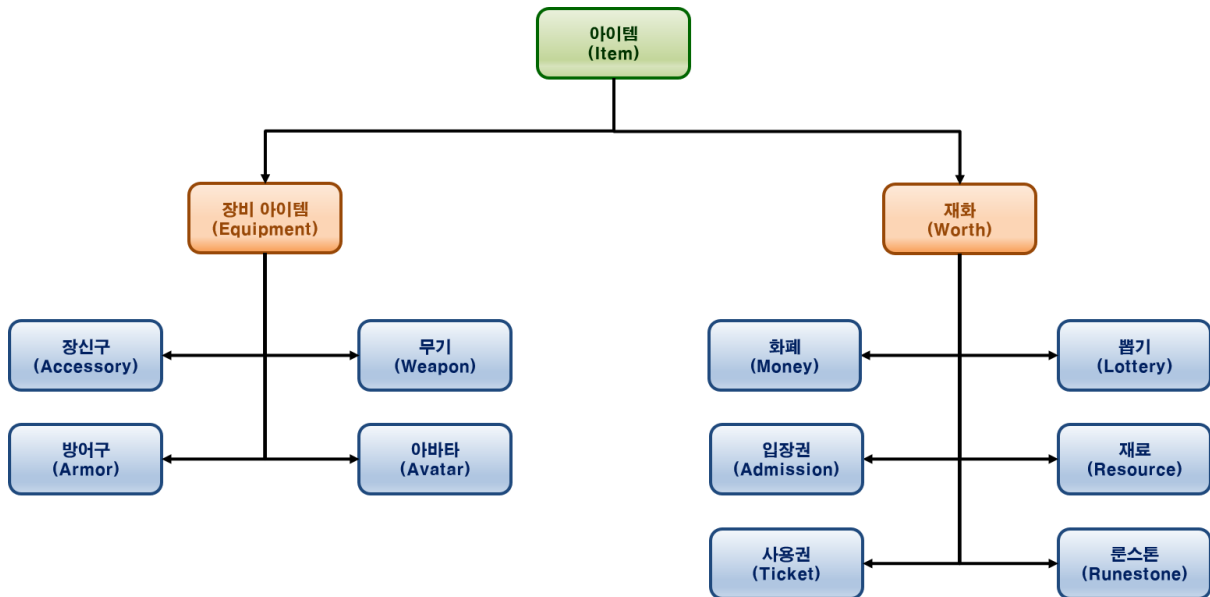 아이템
(Item)
장비 아이템
(Equipment)
재화
(Worth)
장신구
(Accessory)
무기
(Weapon)
화폐
(Money)
뽑기
(Lottery)
방어구
(Armor)
아바타
(Avatar)
입장권
(Admission)
재료
(Resource)
사용권
(Ticket)
룬스톤
(Runestone)